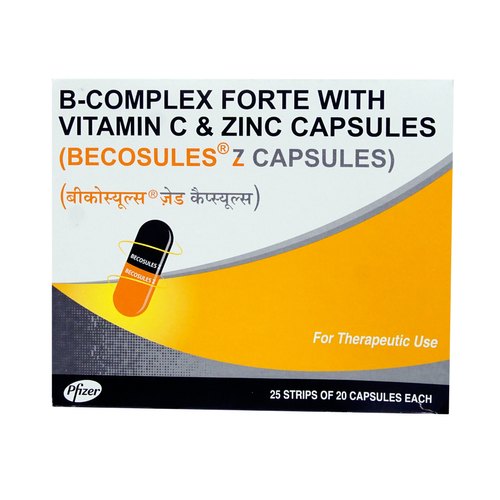 B-COMPLEX FORTE WITH
VITAMIN C & ZINC CAPSULES
(BECOSULES® Z CAPSULES)
(बीकोस्यूल्स® ज़ेड कैप्स्यूल्स)
BECOSULES
BECOSULES
For Therapeutic Use
Pfizer
25 STRIPS OF 20 CAPSULES EACH